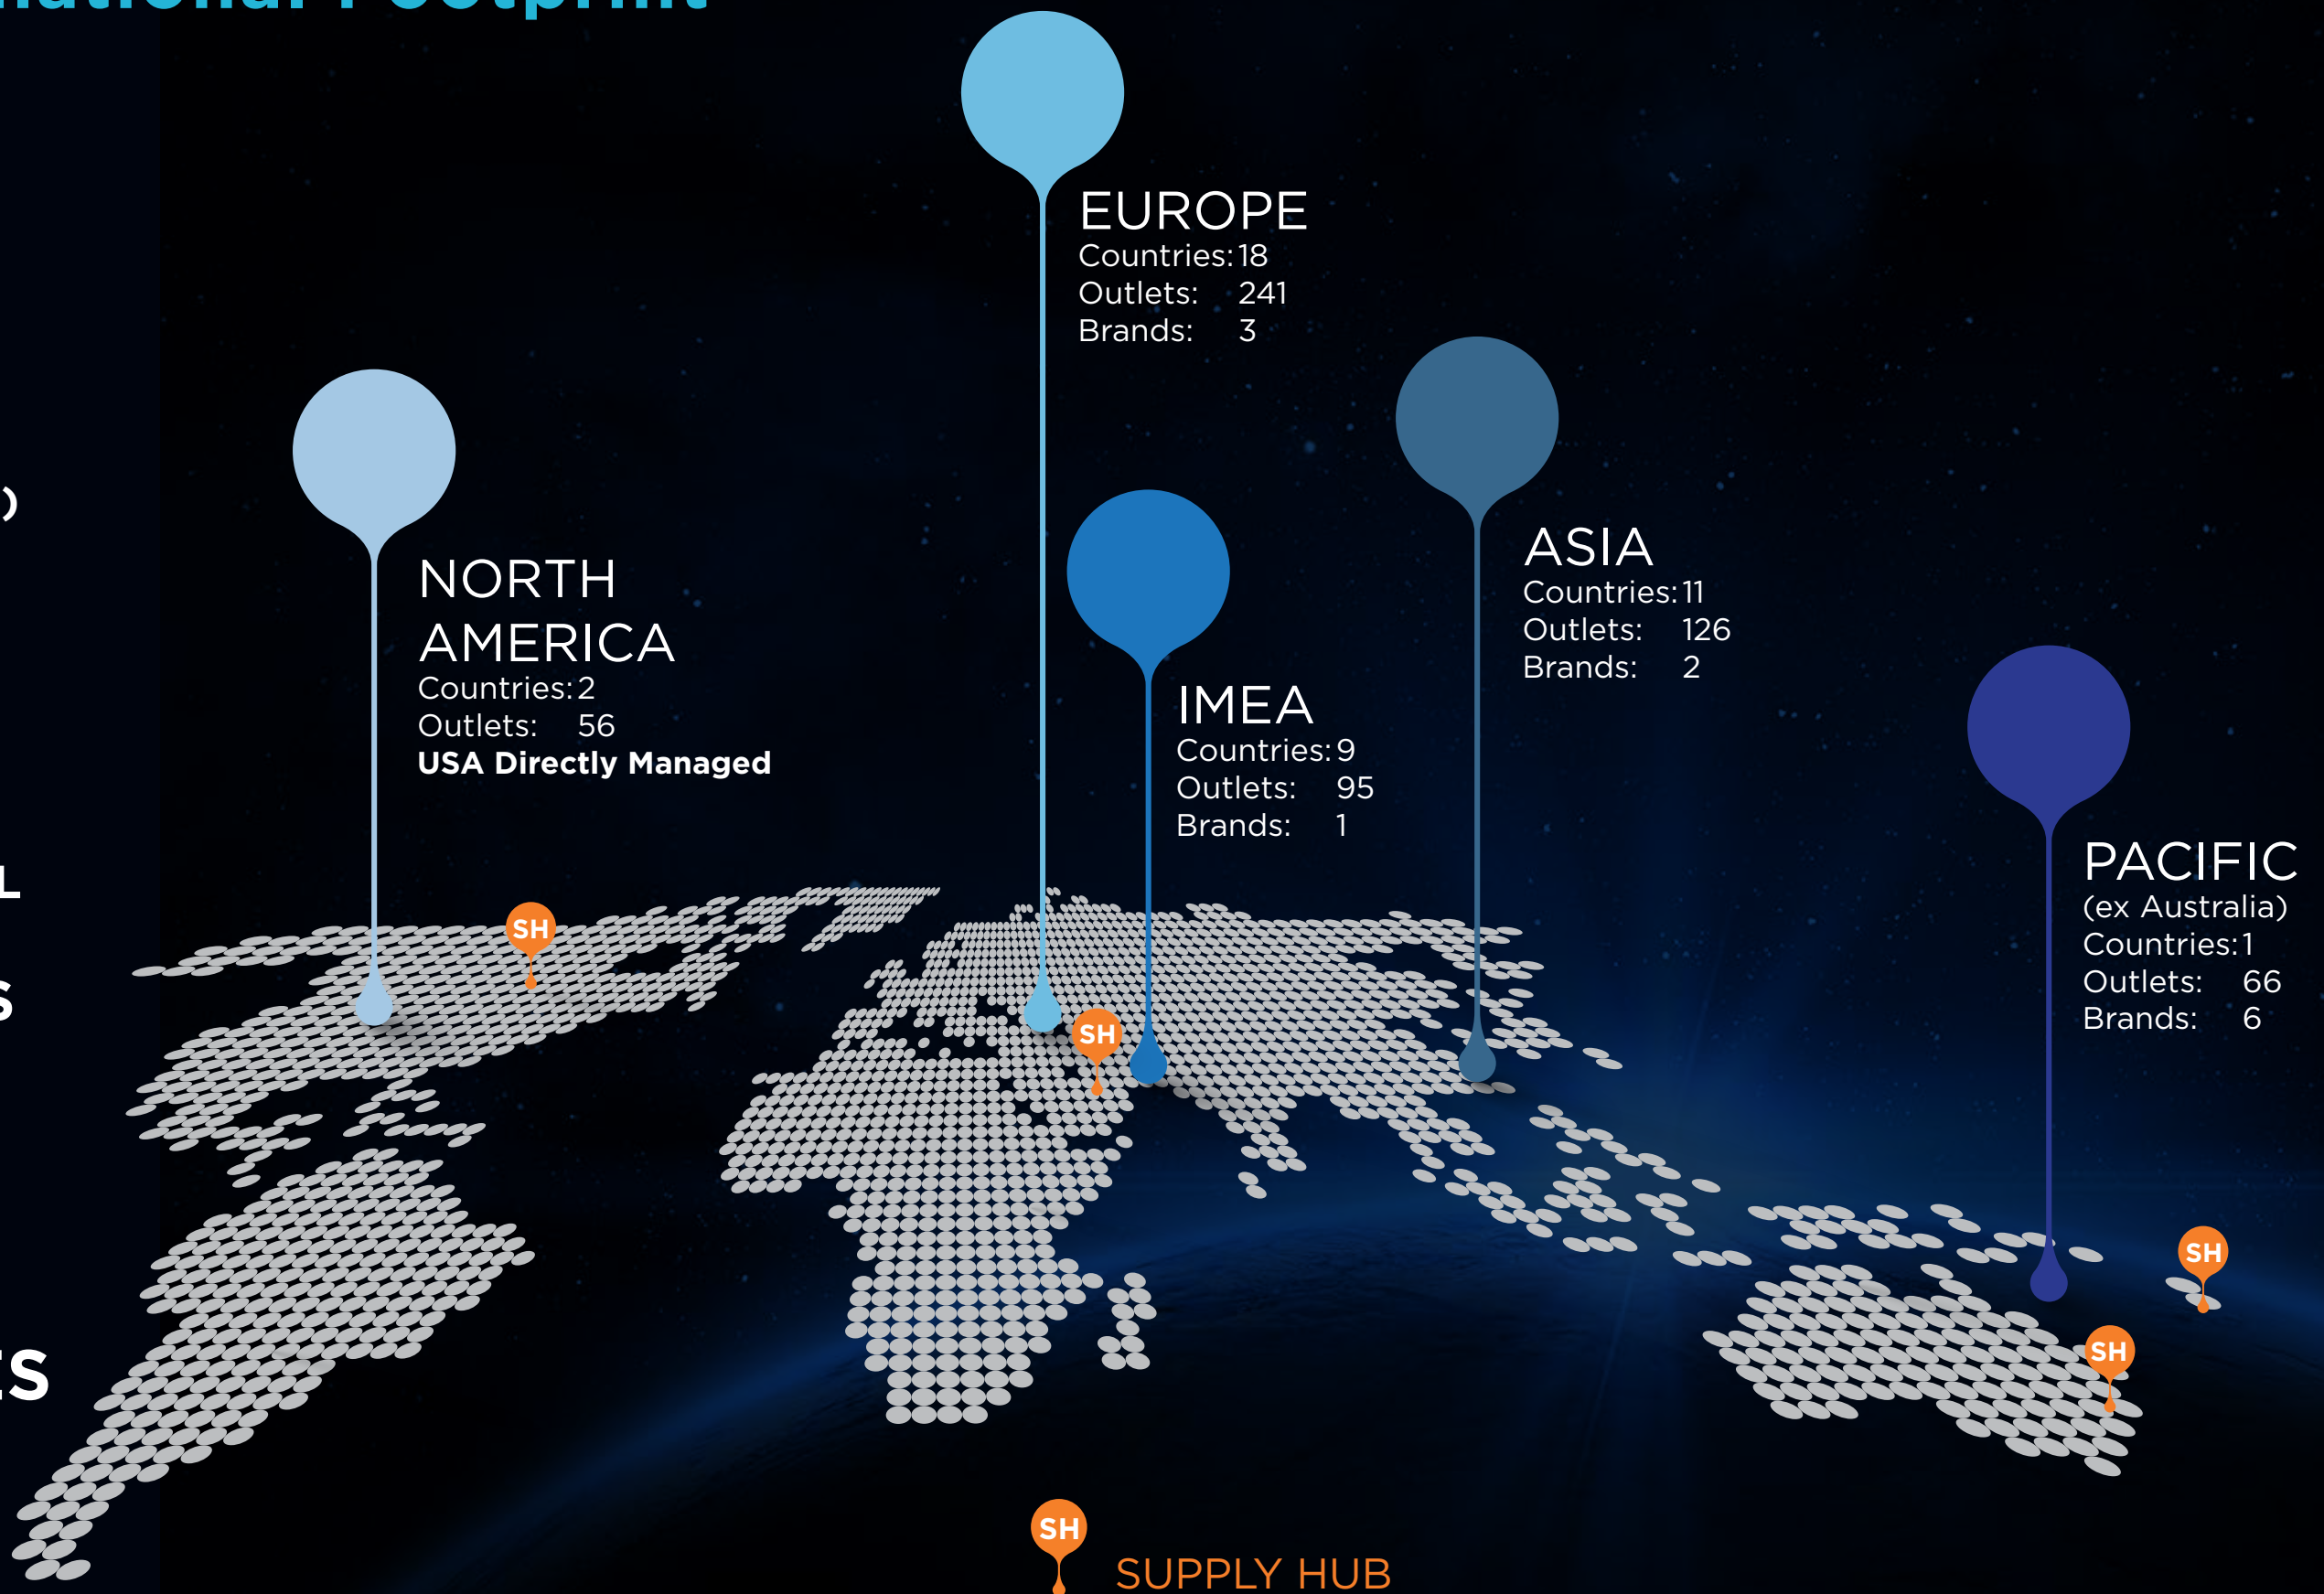 EUROPE
Countries: 18
Outlets: 241
Brands: 3
NORTH
AMERICA
Countries: 2
Outlets: 56
USA Directly Managed
ASIA
Countries: 11
Outlets: 126
Brands: 2
IMEA
Countries: 9
Outlets: 95
Brands: 1
PACIFIC
(ex Australia)
Countries: 1
Outlets: 66
Brands: 6
SH
SH
SH
SH
SH
SUPPLY HUB